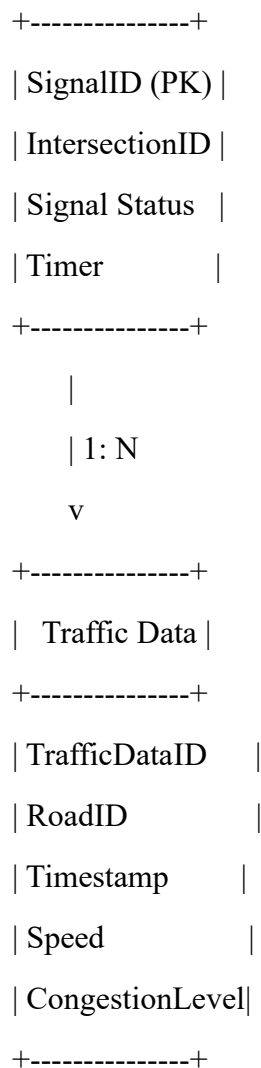 +---------------+
| SignalID (PK) |
| IntersectionID |
| Signal Status   |
| Timer             |
+---------------+
|
| 1: N
v
+---------------+
|   Traffic Data |
+---------------+
| TrafficDataID      |
| RoadID                |
| Timestamp         |
| Speed                  |
| CongestionLevel|
+---------------+